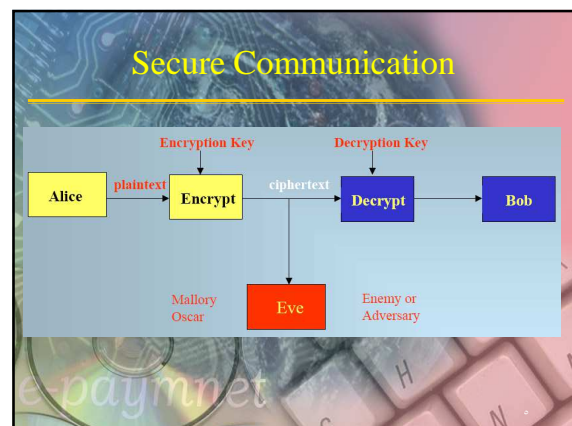 Secure Communication
Encryption Key
Decryption Key
Alice
plaintext
Encrypt
ciphertext
Decrypt
Bob
Mallory
Oscar
Eve
Enemy or
Adversary
e-paymnet
H
N